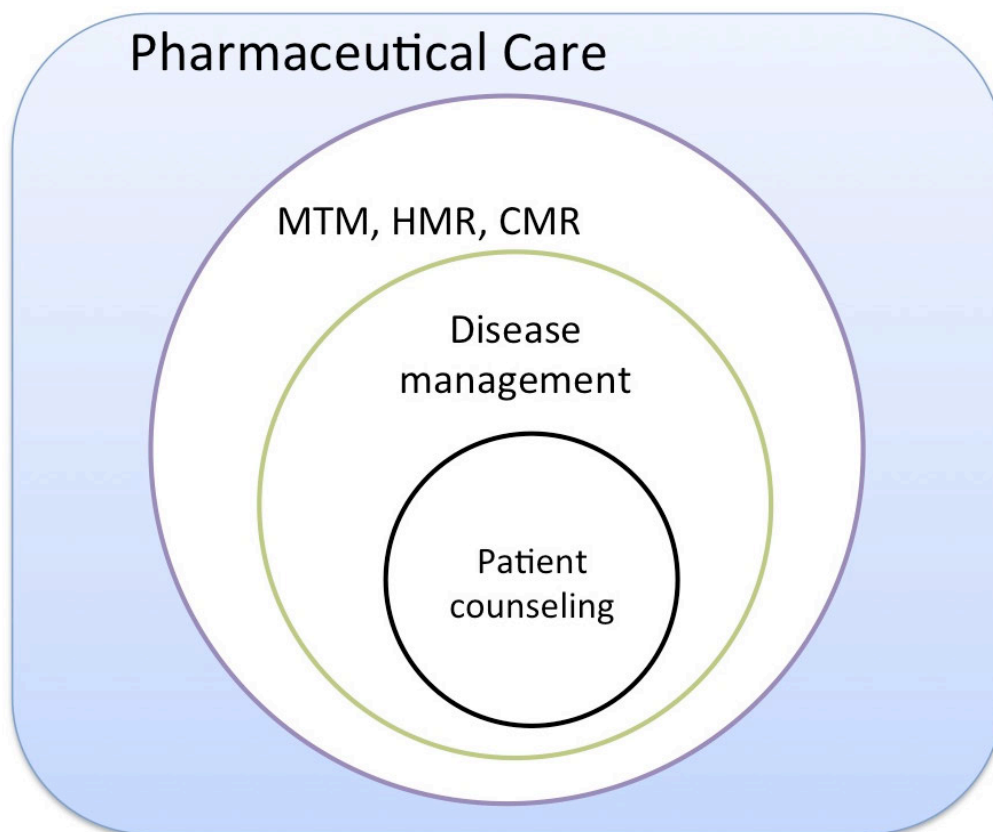 Pharmaceutical Care
MTM, HMR, CMR
Disease
management
Patient
counseling